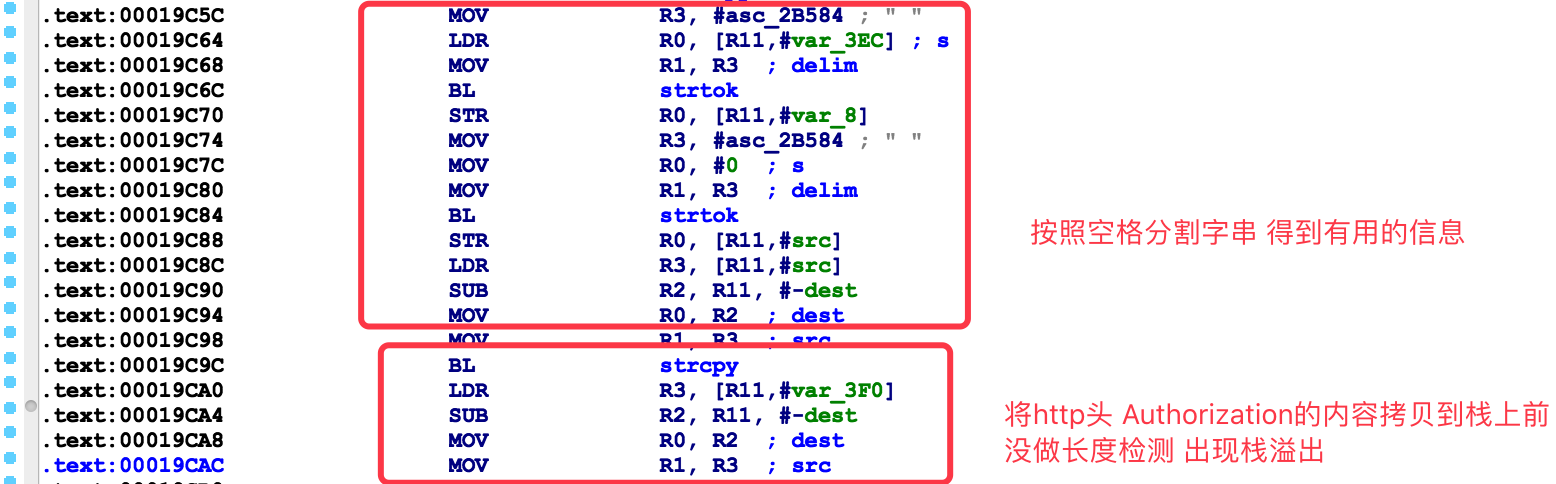 .text:00019C5C MOV R3, #asc_2B584 ; " "
.text:00019C64 LDR R0, [R11,#var_3EC] ; s
.text:00019C68 MOV R1, R3 ; delim
.text:00019C6C BL strtok
.text:00019C70 STR R0, [R11,#var_8]
.text:00019C74 MOV R3, #asc_2B584 ; " "
.text:00019C7C MOV R0, #0 ; s
.text:00019C80 MOV R1, R3 ; delim
.text:00019C84 BL strtok
.text:00019C88 STR R0, [R11,#src]
按照空格分割字串 得到有用的信息
.text:00019C8C LDR R3, [R11,#src]
.text:00019C90 SUB R2, R11, #-dest
.text:00019C94 MOV R0, R2 ; dest
.text:00019C98 MOV R1, R3 ; src
.text:00019C9C BL strcpy
.text:00019CA0 LDR R3, [R11,#var_3F0]
.text:00019CA4 SUB R2, R11, #-dest
将http头 Authorization的内容拷贝到栈上前
.text:00019CA8 MOV R0, R2 ; dest
没做长度检测 出现栈溢出
.text:00019CAC MOV R1, R3 ; src